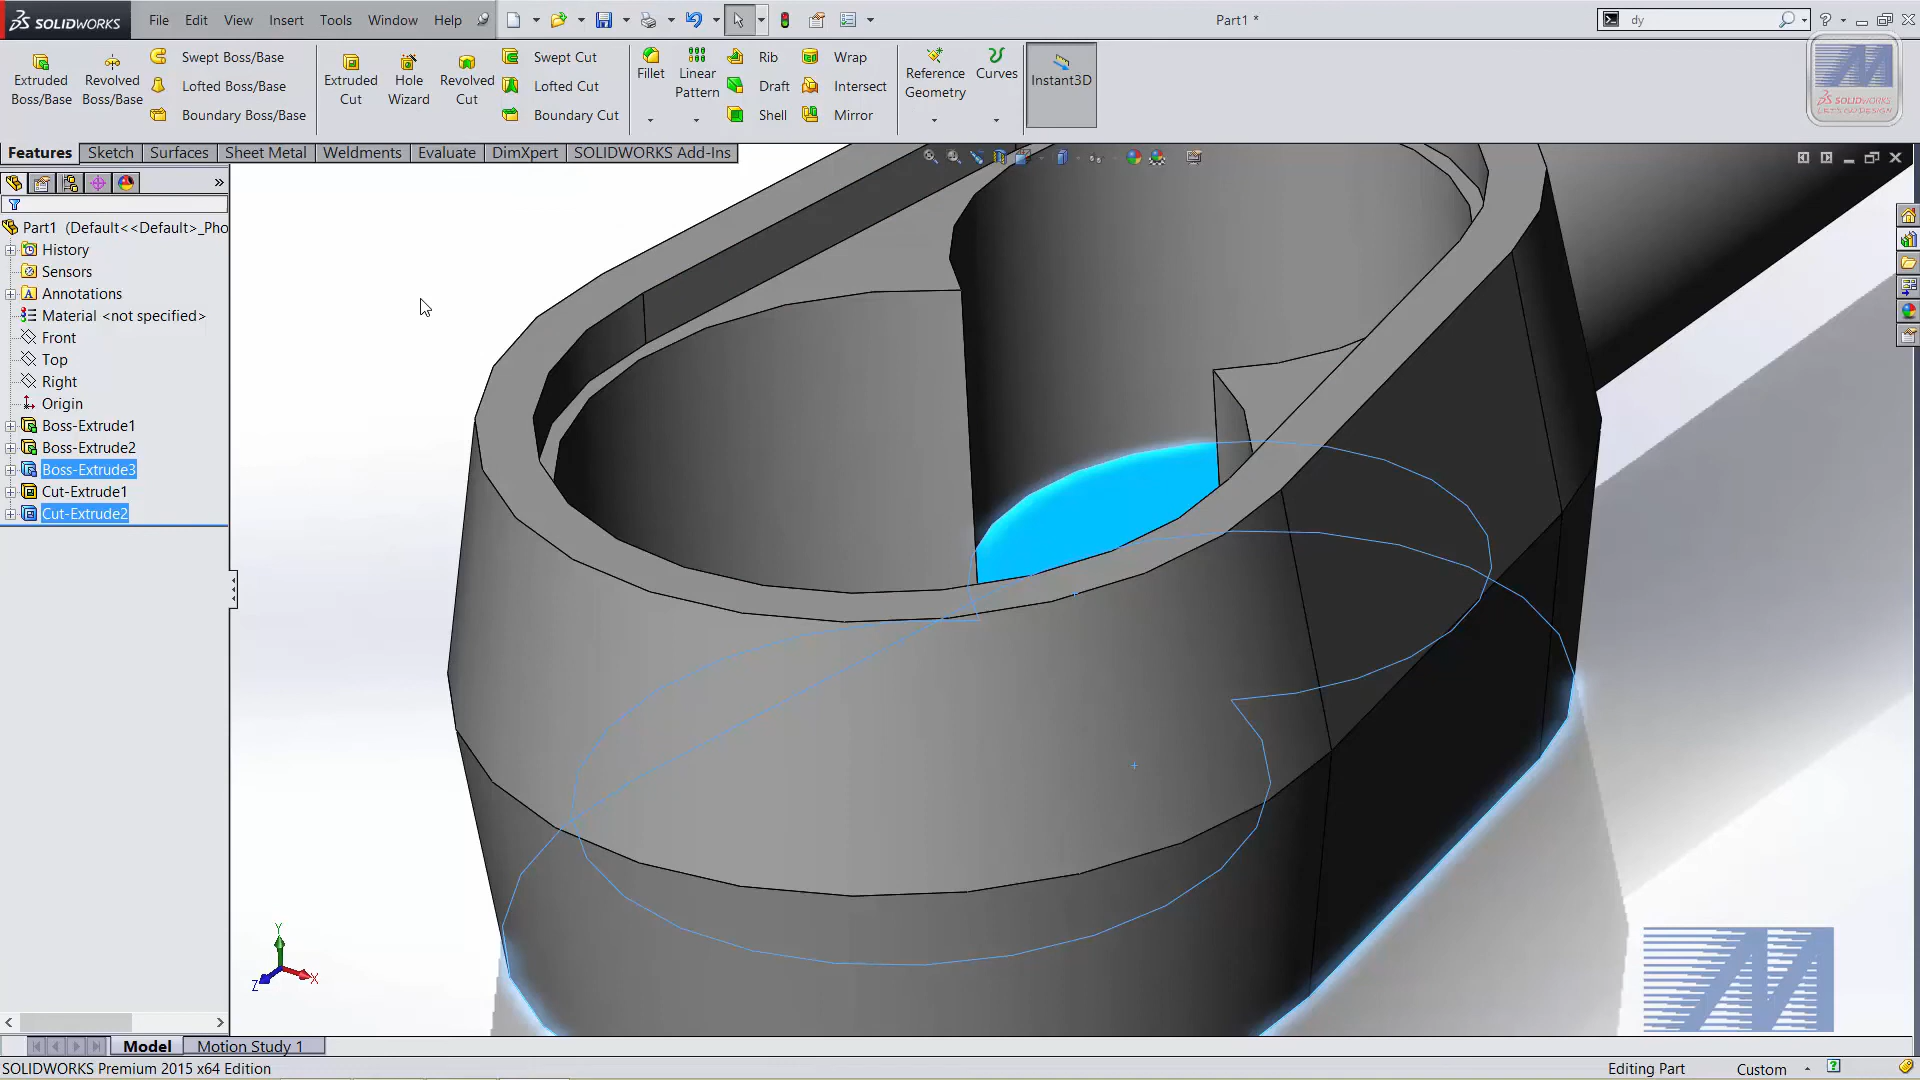 SOLIDWORKS File Edit View Insert Tools Window Help Part1 * dy
Extruded Boss/Base
Revolved Boss/Base
Swept Boss/Base
Lofted Boss/Base
Boundary Boss/Base
Extruded Cut
Hole Wizard
Revolved Cut
Swept Cut
Lofted Cut
Boundary Cut
Fillet
Linear Pattern
Rib
Draft
Shell
Wrap
Intersect
Mirror
Reference Geometry
Curves
Instant3D
SOLIDWORKS
Features Sketch Surfaces Sheet Metal Weldments Evaluate DimXpert SOLIDWORKS Add-Ins
Part1 (Default<<Default>_Pho
History
Sensors
Annotations
Material <not specified>
Front
Top
Right
Origin
Boss-Extrude1
Boss-Extrude2
Boss-Extrude3
Cut-Extrude1
Cut-Extrude2
Y
Z X
Model Motion Study 1
SOLIDWORKS Premium 2015 x64 Edition Editing Part Custom